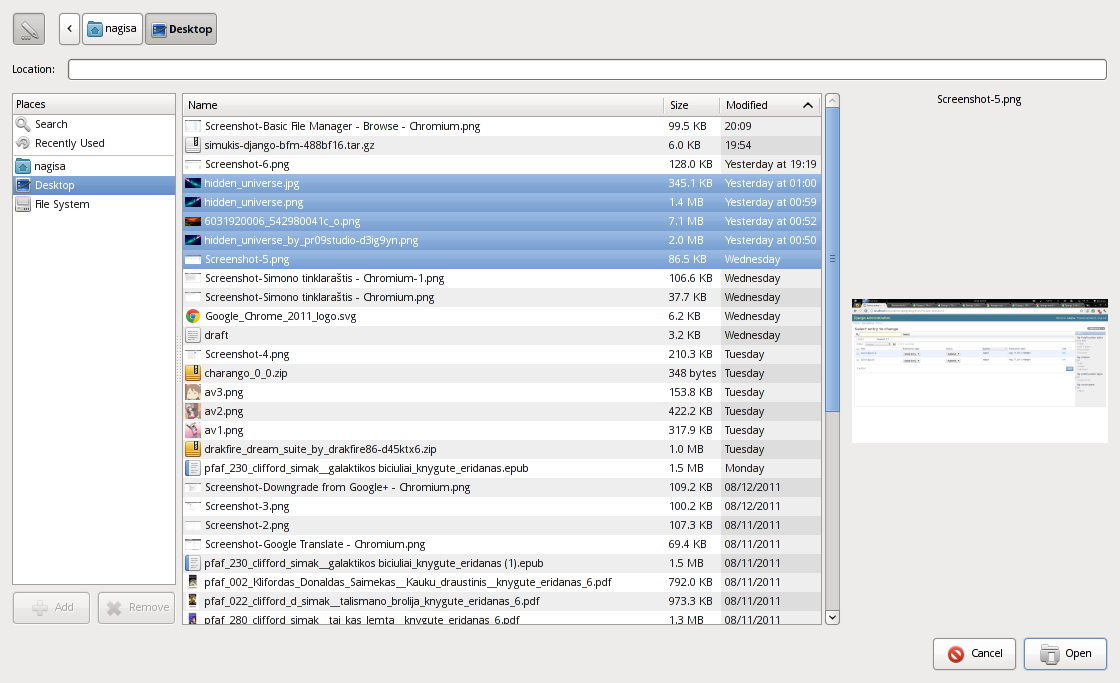 nagisa Desktop
Location:
Places
Search
Recently Used
nagisa
Desktop
File System
Add Remove
Name Size Modified
Screenshot-Basic File Manager - Browse - Chromium.png 99.5 KB 20:09
simukis-django-bfm-488bf16.tar.gz 6.0 KB 19:54
Screenshot-6.png 128.0 KB Yesterday at 19:19
hidden_universe.jpg 345.1 KB Yesterday at 01:00
hidden_universe.png 1.4 MB Yesterday at 00:59
6031920006_542980041c_o.png 7.1 MB Yesterday at 00:52
hidden_universe_by_pr09studio-d3ig9yn.png 2.0 MB Yesterday at 00:50
Screenshot-5.png 86.5 KB Wednesday
Screenshot-Simono tinklaraštis - Chromium-1.png 106.6 KB Wednesday
Screenshot-Simono tinklaraštis - Chromium.png 37.7 KB Wednesday
Google_Chrome_2011_logo.svg 6.2 KB Wednesday
draft 3.2 KB Wednesday
Screenshot-4.png 210.3 KB Tuesday
charango_0_0.zip 348 bytes Tuesday
av3.png 153.8 KB Tuesday
av2.png 422.2 KB Tuesday
av1.png 317.9 KB Tuesday
drakfire_dream_suite_by_drakfire86-d45ktx6.zip 1.0 MB Tuesday
pfaf_230_clifford_simak__galaktikos biciuliai_knygute_eridanas.epub 1.5 MB Monday
Screenshot-Downgrade from Google+ - Chromium.png 109.2 KB 08/12/2011
Screenshot-3.png 100.2 KB 08/12/2011
Screenshot-2.png 107.3 KB 08/11/2011
Screenshot-Google Translate - Chromium.png 69.4 KB 08/11/2011
pfaf_230_clifford_simak__galaktikos biciuliai_knygute_eridanas (1).epub 1.5 MB 08/11/2011
pfaf_002_Klifordas_Donaldas_Saimekas__Kauku_draustinis__knygute_eridanas_6.pdf 792.0 KB 08/11/2011
pfaf_022_clifford_d_simak__talismano_brolija_knygute_eridanas_6.pdf 973.3 KB 08/11/2011
pfaf_280_clifford_simak__tai_kas_lemta__knygute_eridanas_6.pdf 1.3 MB 08/11/2011
Screenshot-5.png
Django administration
Select entry to change
Cancel Open